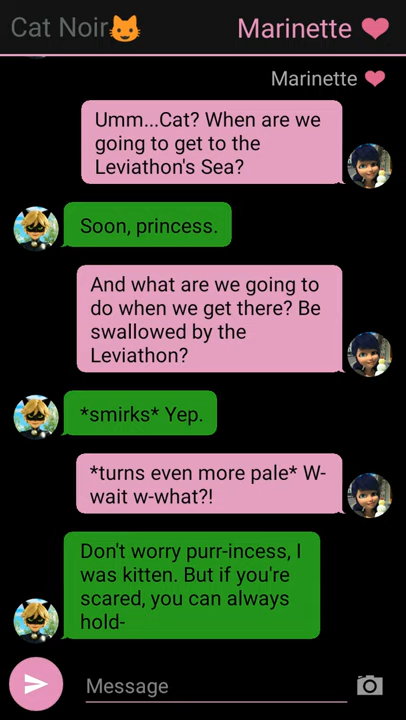 Cat Noir🐱 Marinette ❤
Marinette ❤
Umm...Cat? When are we
going to get to the
Leviathon's Sea?
Soon, princess.
And what are we going to
do when we get there? Be
swallowed by the
Leviathon?
*smirks* Yep.
*turns even more pale* W-
wait w-what?!
Don't worry purr-incess, I
was kitten. But if you're
scared, you can always
hold-
Message